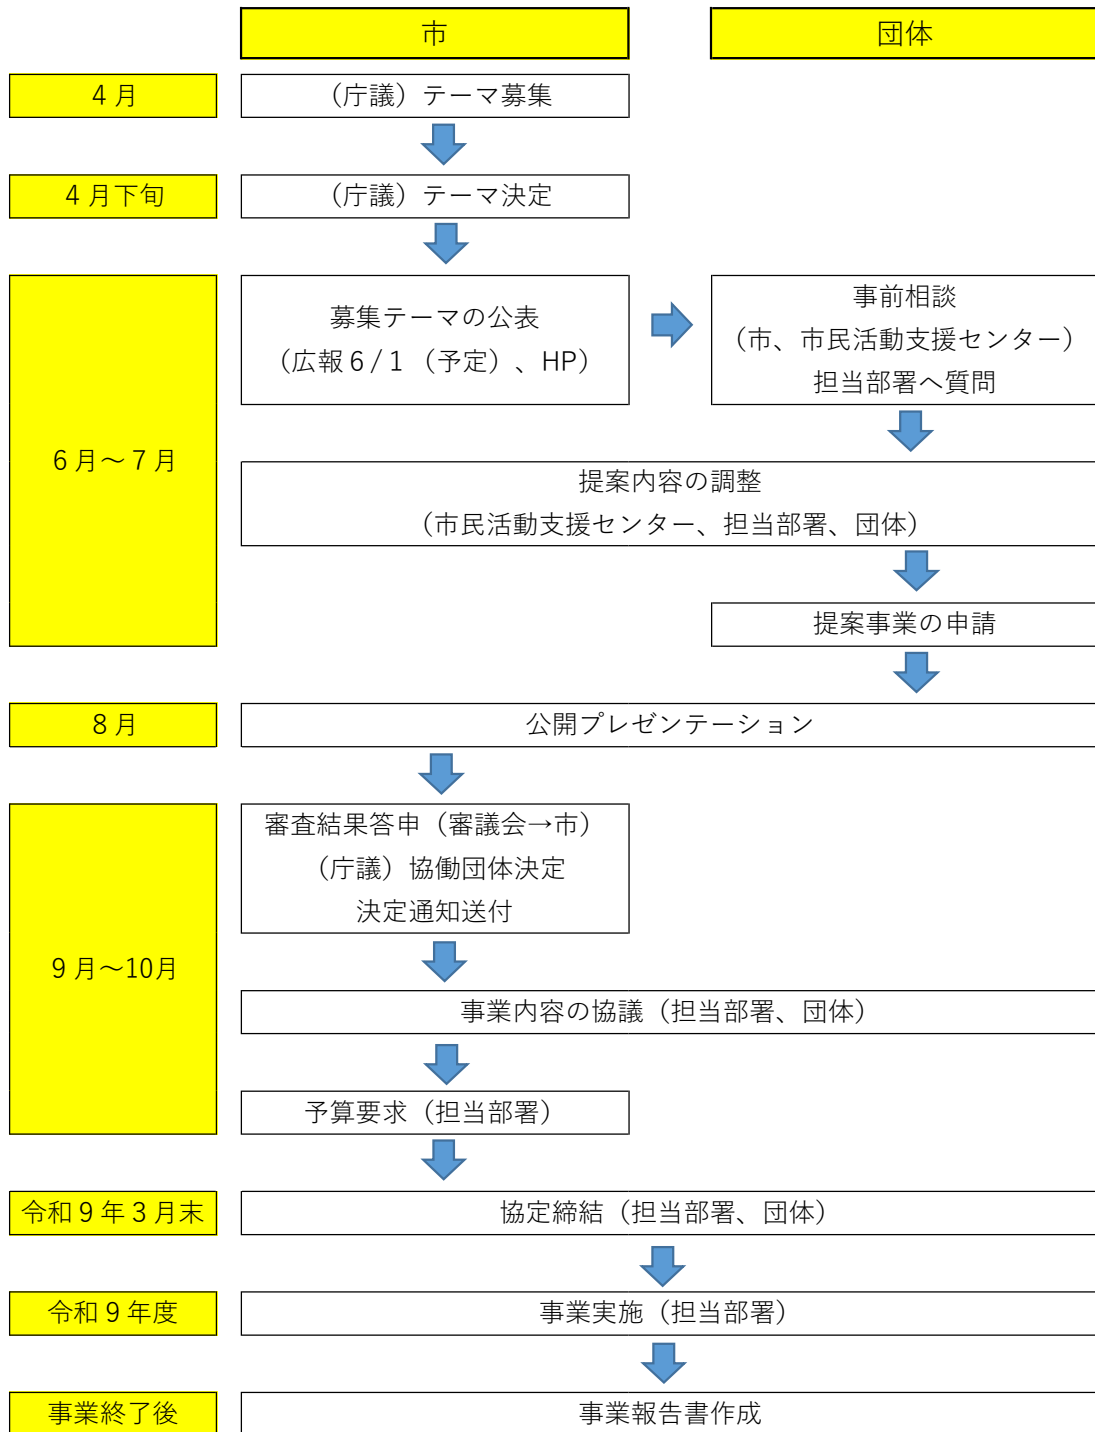 市
団体
4月
（庁議）テーマ募集
4月下旬
（庁議）テーマ決定
6月～7月
募集テーマの公表
（広報6/1（予定）、HP）
事前相談
（市、市民活動支援センター）
担当部署へ質問
提案内容の調整
（市民活動支援センター、担当部署、団体）
提案事業の申請
8月
公開プレゼンテーション
9月～10月
審査結果答申（審議会→市）
（庁議）協働団体決定
決定通知送付
事業内容の協議（担当部署、団体）
予算要求（担当部署）
令和9年3月末
協定締結（担当部署、団体）
令和9年度
事業実施（担当部署）
事業終了後
事業報告書作成